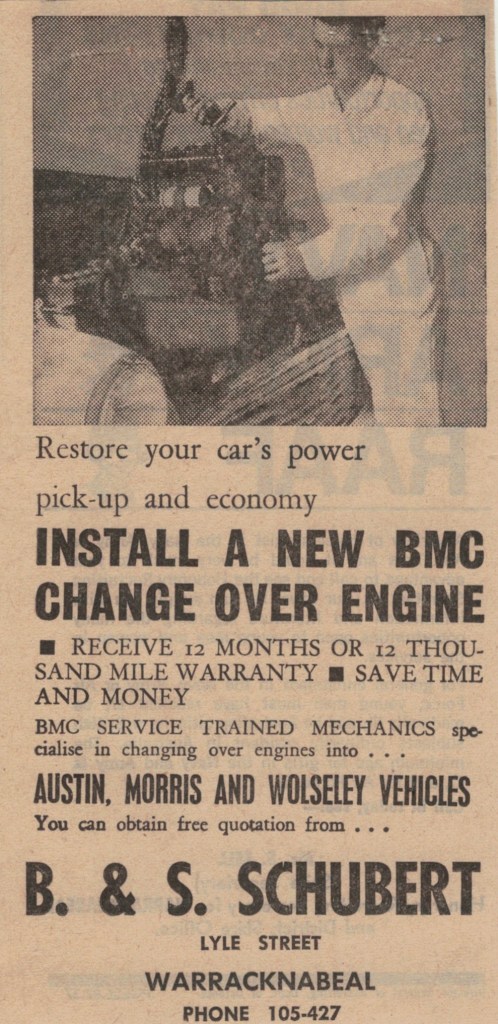 Restore your car's power
pick-up and economy
INSTALL A NEW BMC
CHANGE OVER ENGINE
■ RECEIVE 12 MONTHS OR 12 THOU-
SAND MILE WARRANTY ■ SAVE TIME
AND MONEY
BMC SERVICE TRAINED MECHANICS spe-
cialise in changing over engines into . . .
AUSTIN, MORRIS AND WOLSELEY VEHICLES
You can obtain free quotation from . . .
B. & S. SCHUBERT
LYLE STREET
WARRACKNABEAL
PHONE 105-427